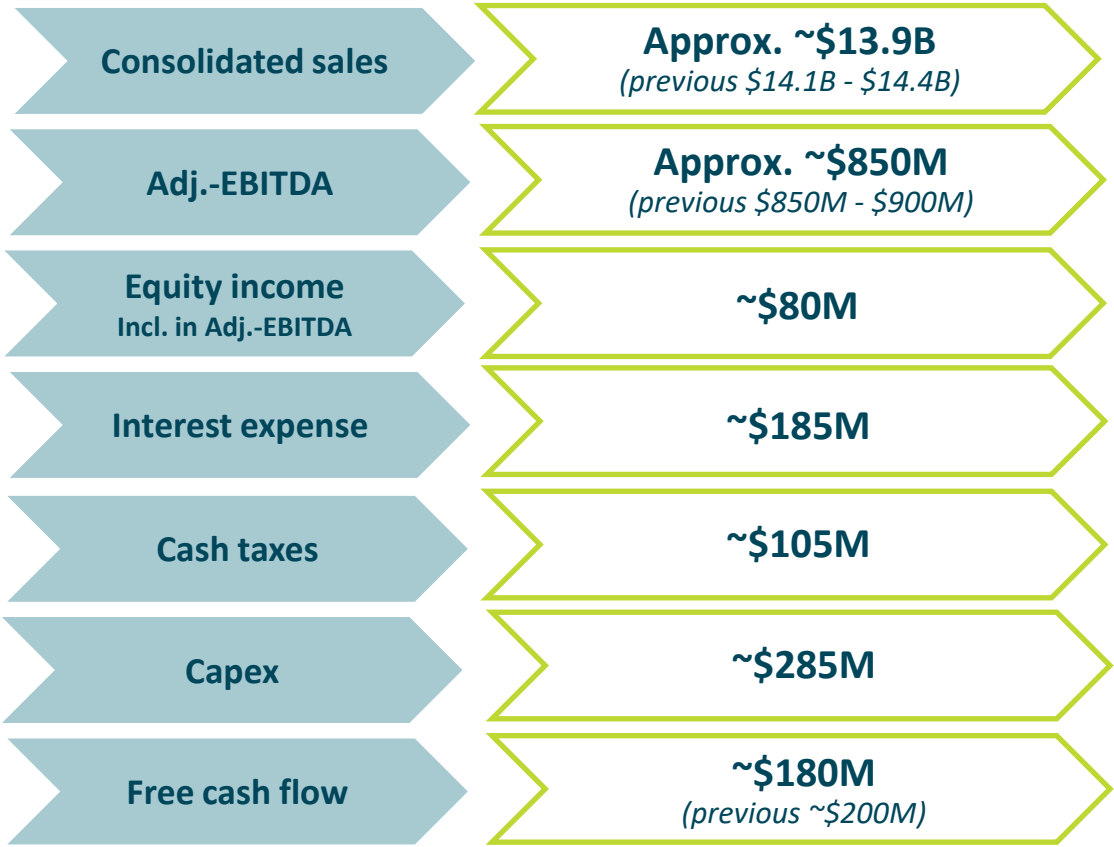 Consolidated sales
Approx. ~$13.9B
(previous $14.1B - $14.4B)
Adj.-EBITDA
Approx. ~$850M
(previous $850M - $900M)
Equity income
Incl. in Adj.-EBITDA
~$80M
Interest expense
~$185M
Cash taxes
~$105M
Capex
~$285M
Free cash flow
~$180M
(previous ~$200M)